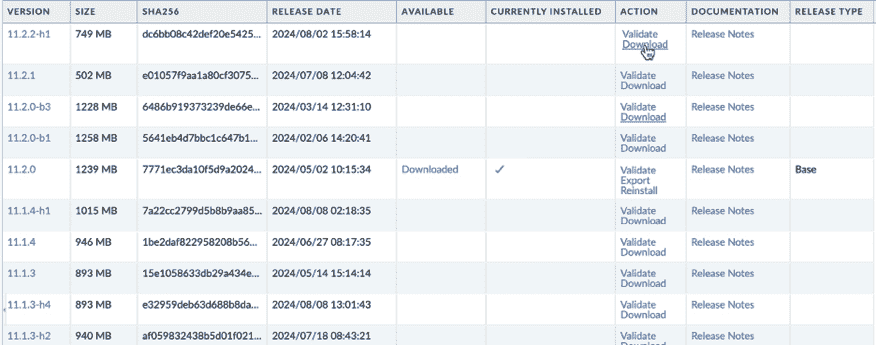 VERSION SIZE SHA256 RELEASE DATE AVAILABLE CURRENTLY INSTALLED ACTION DOCUMENTATION RELEASE TYPE
11.2.2-h1 749 MB dc6bb08c42def20e5425... 2024/08/02 15:58:14 Validate Release Notes
Download
11.2.1 502 MB e01057f9aa1a80cf3075... 2024/07/08 12:04:42 Validate Release Notes
Download
11.2.0-b3 1228 MB 6486b919373239de66e... 2024/03/14 12:31:10 Validate Release Notes
Download
11.2.0-b1 1258 MB 5641eb4d7bbc1c647b1... 2024/02/06 14:20:41 Validate Release Notes
Download
11.2.0 1239 MB 7771ec3da10f5d9a2024... 2024/05/02 10:15:34 Downloaded ✓ Validate Release Notes Base
Export
Reinstall
11.1.4-h1 1015 MB 7a22cc2799d5b8b9aa85... 2024/08/08 02:18:35 Validate Release Notes
Download
11.1.4 946 MB 1be2daf822958208b56... 2024/06/27 08:17:35 Validate Release Notes
Download
11.1.3 893 MB 15e1058633db29a434e... 2024/05/14 15:14:14 Validate Release Notes
Download
11.1.3-h4 893 MB e32959deb63d688b8da... 2024/08/08 13:01:43 Validate Release Notes
Download
11.1.3-h2 940 MB af059832438b5d01f021... 2024/07/18 08:43:21 Validate Release Notes
Download